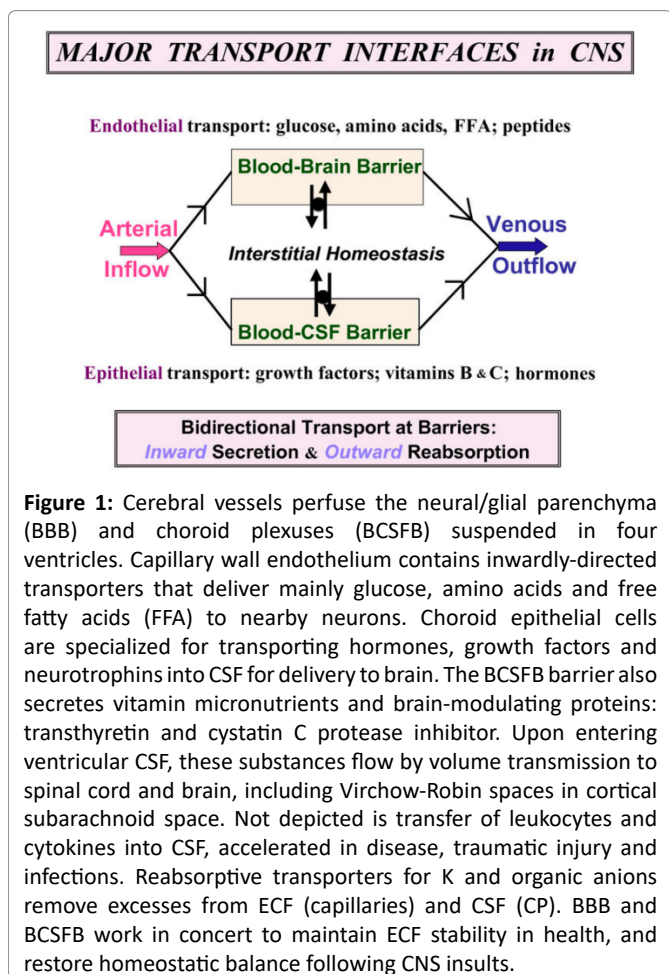 MAJOR TRANSPORT INTERFACES in CNS
Endothelial transport: glucose, amino acids, FFA; peptides
Blood-Brain Barrier
Arterial
Inflow
Interstitial Homeostasis
Venous
Outflow
Blood-CSF Barrier
Epithelial transport: growth factors; vitamins B & C; hormones
Bidirectional Transport at Barriers:
Inward Secretion & Outward Reabsorption
Figure 1: Cerebral vessels perfuse the neural/glial parenchyma
(BBB) and choroid plexuses (BCSFB) suspended in four
ventricles. Capillary wall endothelium contains inwardly-directed
transporters that deliver mainly glucose, amino acids and free
fatty acids (FFA) to nearby neurons. Choroid epithelial cells
are specialized for transporting hormones, growth factors and
neurotrophins into CSF for delivery to brain. The BCSFB barrier also
secretes vitamin micronutrients and brain-modulating proteins:
transthyretin and cystatin C protease inhibitor. Upon entering
ventricular CSF, these substances flow by volume transmission to
spinal cord and brain, including Virchow-Robin spaces in cortical
subarachnoid space. Not depicted is transfer of leukocytes and
cytokines into CSF, accelerated in disease, traumatic injury and
infections. Reabsorptive transporters for K and organic anions
remove excesses from ECF (capillaries) and CSF (CP). BBB and
BCSFB work in concert to maintain ECF stability in health, and
restore homeostatic balance following CNS insults.